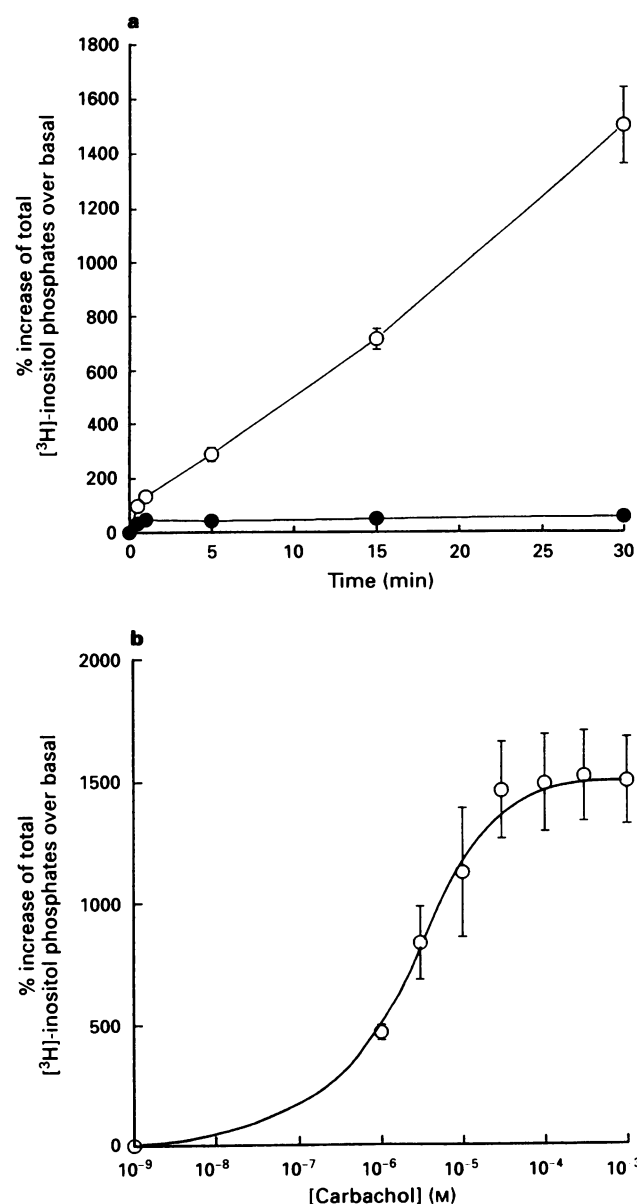 a
% increase of total
[³H]-inositol phosphates over basal
1800
1600
1400
1200
1000
800
600
400
200
0
0 5 10 15 20 25 30
Time (min)
b
% increase of total
[³H]-inositol phosphates over basal
2000
1500
1000
500
0
10⁻⁹ 10⁻⁸ 10⁻⁷ 10⁻⁶ 10⁻⁵ 10⁻⁴ 10⁻³
[Carbachol] (M)